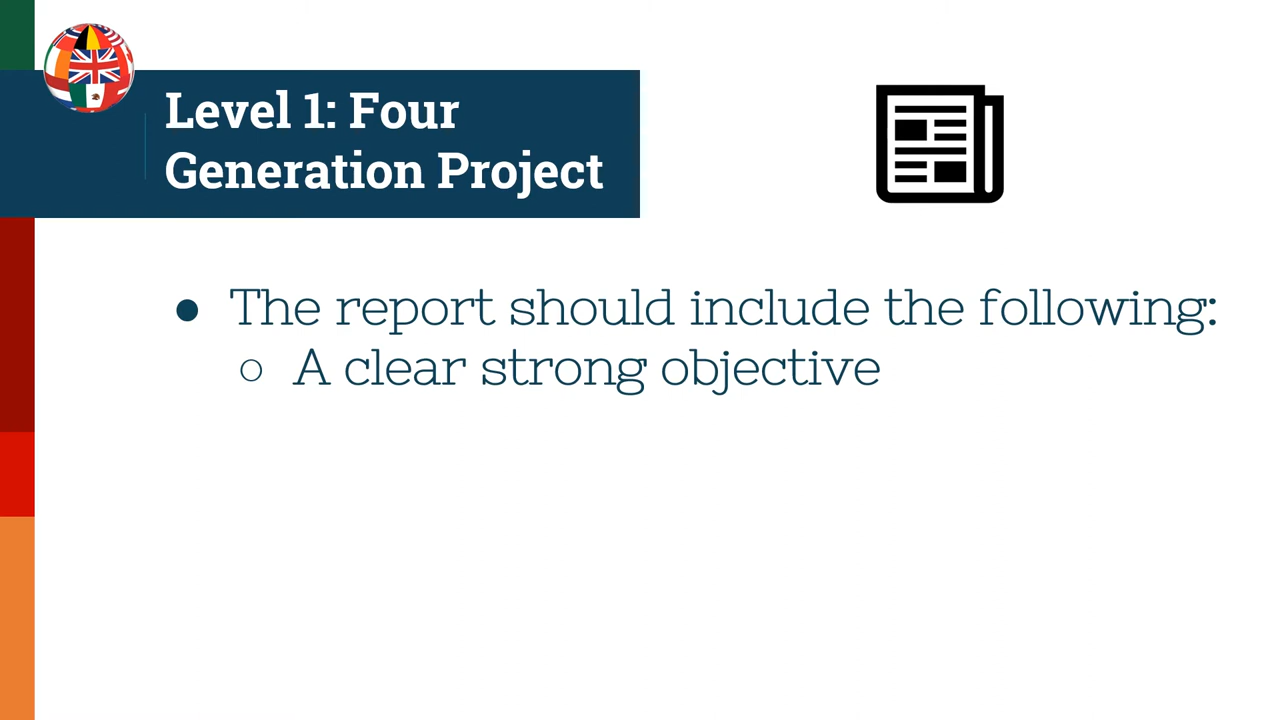 Level 1: Four
Generation Project
● The report should include the following:
○ A clear strong objective